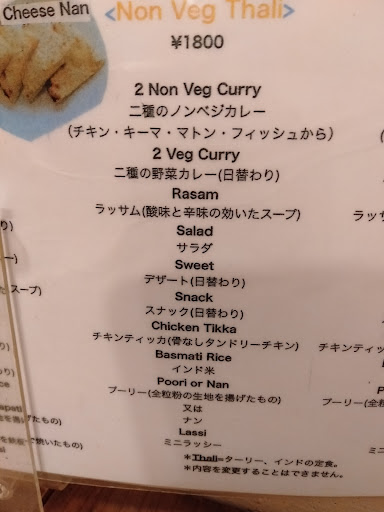 Cheese Nan
<Non Veg Thali>
¥1800
2 Non Veg Curry
二種のノンベジカレー
(チキン・キーマ・マトン・フィッシュから)
2 Veg Curry
二種の野菜カレー(日替わり)
Rasam
ラッサム(酸味と辛味の効いたスープ)
Salad
サラダ
Sweet
デザート(日替わり)
Snack
スナック(日替わり)
Chicken Tikka
チキンティッカ(骨なしタンドリーチキン)
Basmati Rice
インド米
Poori or Nan
プーリー(全粒粉の生地を揚げたもの)
又は
ナン
Lassi
ミニラッシー
*Thali=ターリー、インドの定食。
*内容を変更することはできません。